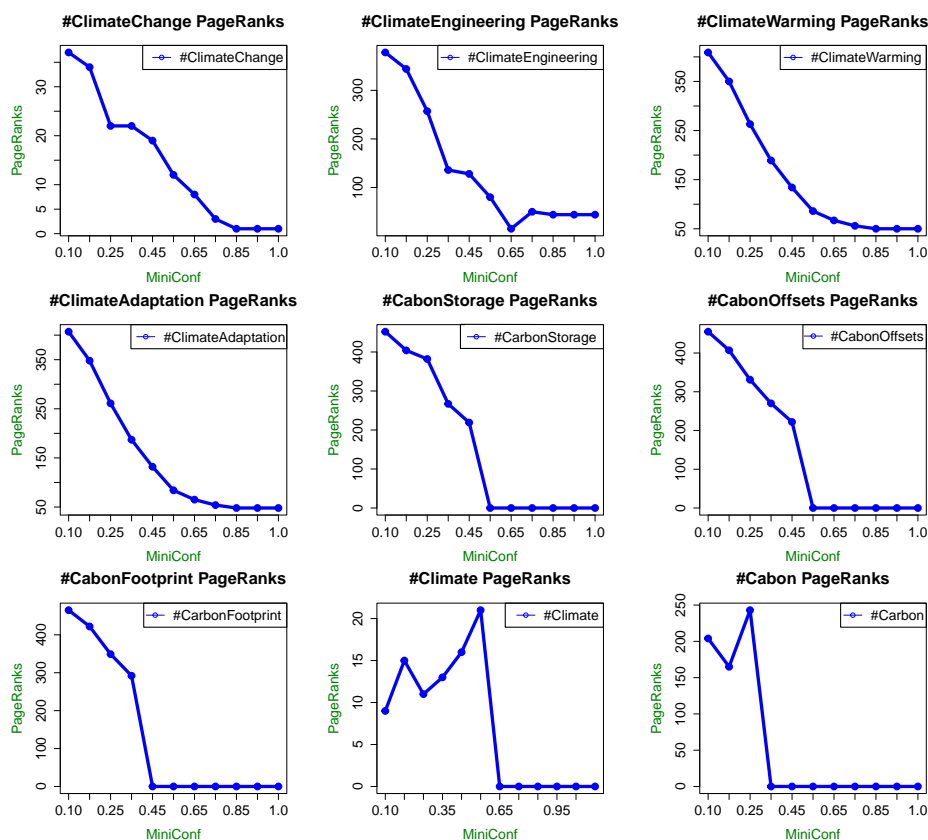 #ClimateChange PageRanks
#ClimateChange
PageRanks
0 5 10 20 30
0.10 0.25 0.45 0.65 0.85 1.0
MiniConf
#ClimateEngineering PageRanks
#ClimateEngineering
PageRanks
100 200 300
0.10 0.25 0.45 0.65 0.85 1.0
MiniConf
#ClimateWarming PageRanks
#ClimateWarming
PageRanks
50 150 250 350
0.10 0.25 0.45 0.65 0.85 1.0
MiniConf
#ClimateAdaptation PageRanks
#ClimateAdaptation
PageRanks
50 150 250 350
0.10 0.25 0.45 0.65 0.85 1.0
MiniConf
#CabonStorage PageRanks
#CarbonStorage
PageRanks
0 100 200 300 400
0.10 0.25 0.45 0.65 0.85 1.0
MiniConf
#CabonOffsets PageRanks
#CabonOffsets
PageRanks
0 100 200 300 400
0.10 0.25 0.45 0.65 0.85 1.0
MiniConf
#CabonFootprint PageRanks
#CarbonFootprint
PageRanks
0 100 200 300 400
0.10 0.25 0.45 0.65 0.85 1.0
MiniConf
#Climate PageRanks
#Climate
PageRanks
0 5 10 15 20
0.10 0.35 0.55 0.75 0.95
MiniConf
#Cabon PageRanks
#Carbon
PageRanks
0 50 100 150 200 250
0.10 0.25 0.45 0.65 0.85 1.0
MiniConf